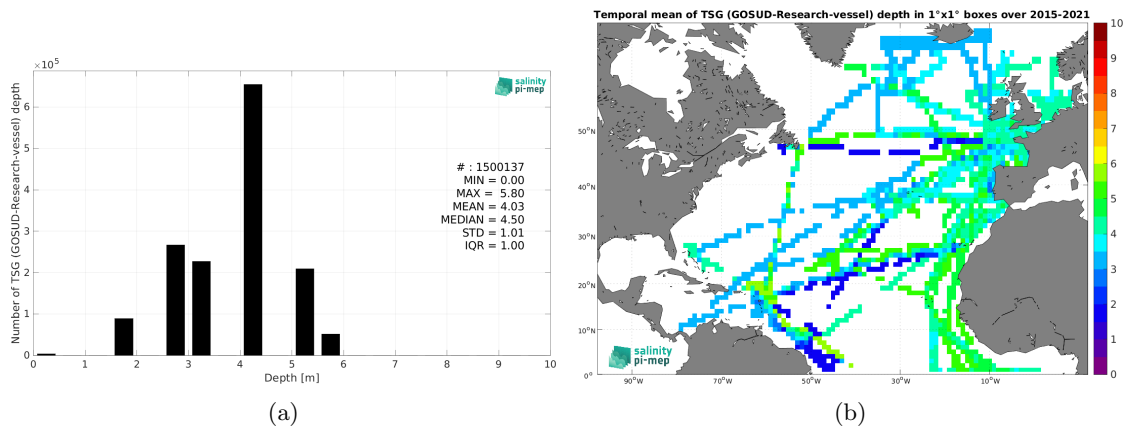 ×10⁵
6
5
4
3
2
1
0
Number of TSG (GOSUD-Research-vessel) depth
salinity
pi-mep
# : 1500137
MIN = 0.00
MAX = 5.80
MEAN = 4.03
MEDIAN = 4.50
STD = 1.01
IQR = 1.00
0 1 2 3 4 5 6 7 8 9 10
Depth [m]
(a)
Temporal mean of TSG (GOSUD-Research-vessel) depth in 1°x1° boxes over 2015-2021
50°N
40°N
30°N
20°N
10°N
0°
90°W 70°W 50°W 30°W 10°W
salinity
pi-mep
10
9
8
7
6
5
4
3
2
1
0
(b)